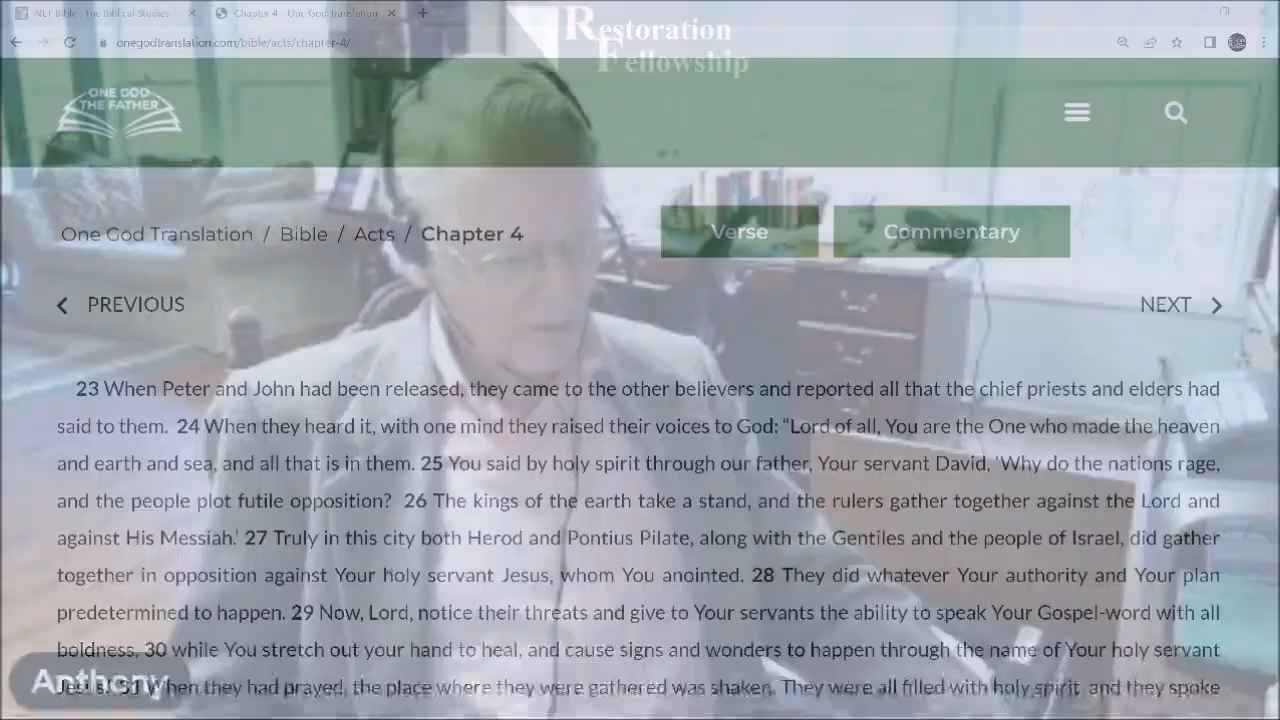 NET Bible The Biblical Studies
Chapter 4 - One God Translation
onegodtranslation.com/bible/acts/chapter-4/
Restoration
Fellowship
ONE GOD
THE FATHER
One God Translation / Bible / Acts / Chapter 4
Verse
Commentary
PREVIOUS
NEXT
23 When Peter and John had been released, they came to the other believers and reported all that the chief priests and elders had
said to them. 24 When they heard it, with one mind they raised their voices to God: “Lord of all, You are the One who made the heaven
and earth and sea, and all that is in them. 25 You said by holy spirit through our father, Your servant David, ‘Why do the nations rage,
and the people plot futile opposition? 26 The kings of the earth take a stand, and the rulers gather together against the Lord and
against His Messiah.’ 27 Truly in this city both Herod and Pontius Pilate, along with the Gentiles and the people of Israel, did gather
together in opposition against Your holy servant Jesus, whom You anointed. 28 They did whatever Your authority and Your plan
predetermined to happen. 29 Now, Lord, notice their threats and give to Your servants the ability to speak Your Gospel-word with all
boldness, 30 while You stretch out your hand to heal, and cause signs and wonders to happen through the name of Your holy servant
Jesus.” 31 When they had prayed, the place where they were gathered was shaken. They were all filled with holy spirit and they spoke
Anthony